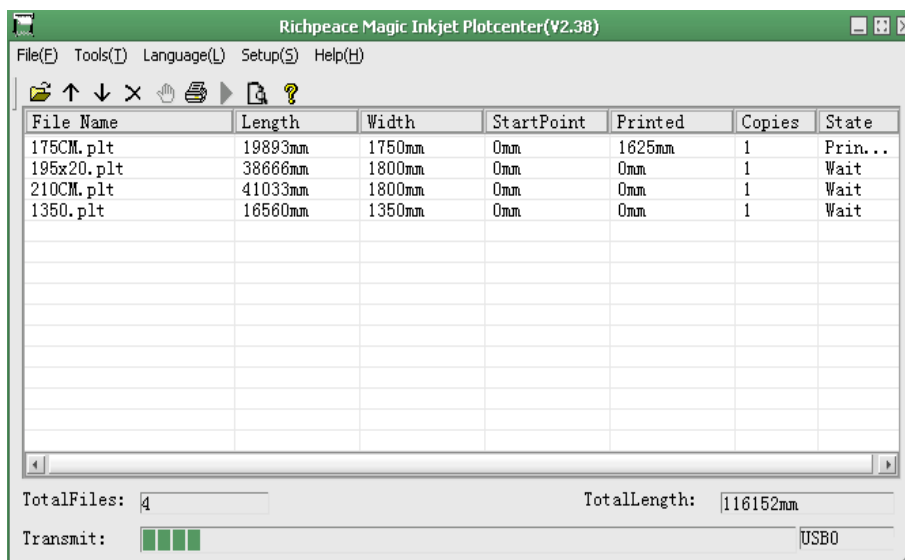 Richpeace Magic Inkjet Plotcenter(V2.38)
File(F) Tools(T) Language(L) Setup(S) Help(H)
File Name Length Width StartPoint Printed Copies State
175CM.plt 19893mm 1750mm 0mm 1625mm 1 Prin...
195x20.plt 38666mm 1800mm 0mm 0mm 1 Wait
210CM.plt 41033mm 1800mm 0mm 0mm 1 Wait
1350.plt 16560mm 1350mm 0mm 0mm 1 Wait
TotalFiles: 4 TotalLength: 116152mm
Transmit: USB0